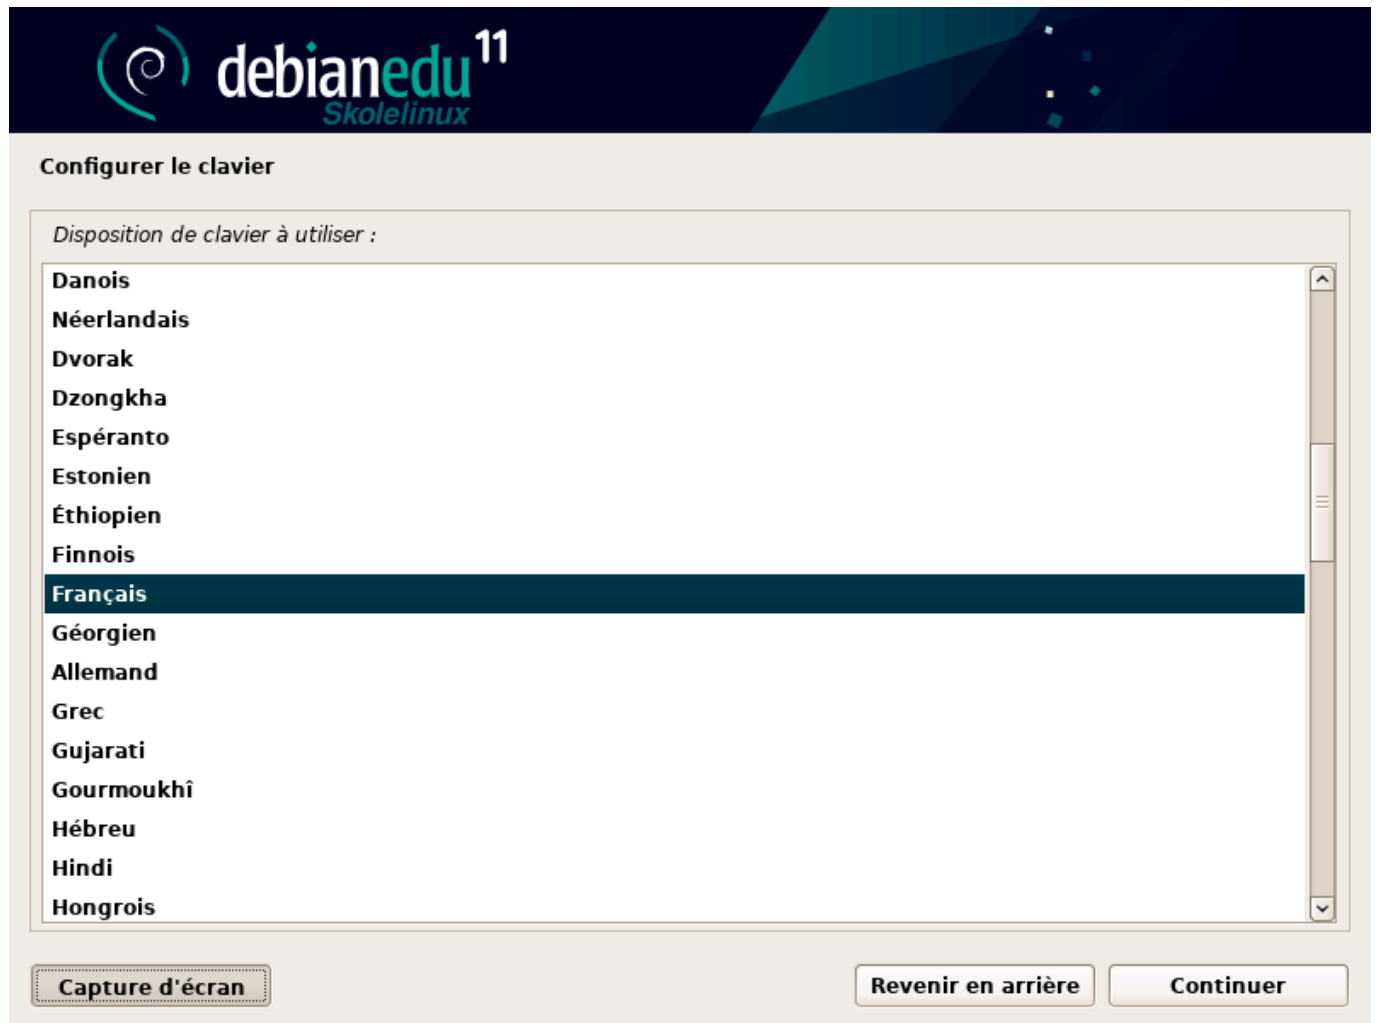 debianedu 11
Skolelinux
Configurer le clavier
Disposition de clavier à utiliser :
Danois
Néerlandais
Dvorak
Dzongkha
Espéranto
Estonien
Éthiopien
Finnois
Français
Géorgien
Allemand
Grec
Gujarati
Gourmoukhî
Hébreu
Hindi
Hongrois
Capture d'écran
Revenir en arrière
Continuer